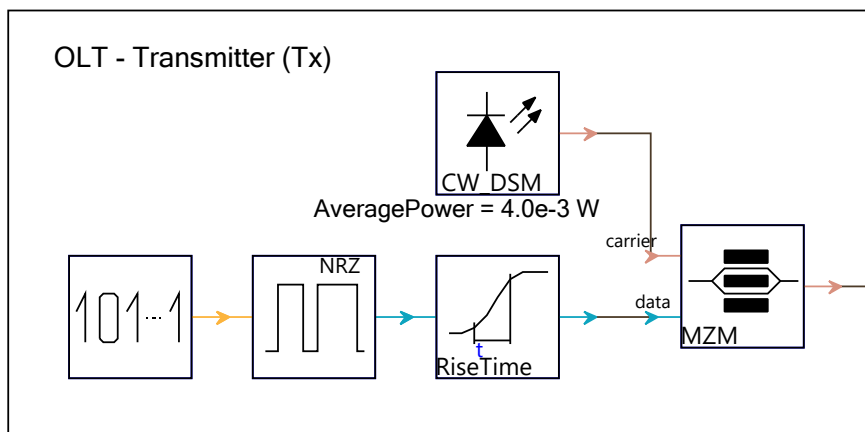 OLT - Transmitter (Tx)
CW_DSM
AveragePower = 4.0e-3 W
carrier
NRZ
data
101...1
t
RiseTime
MZM